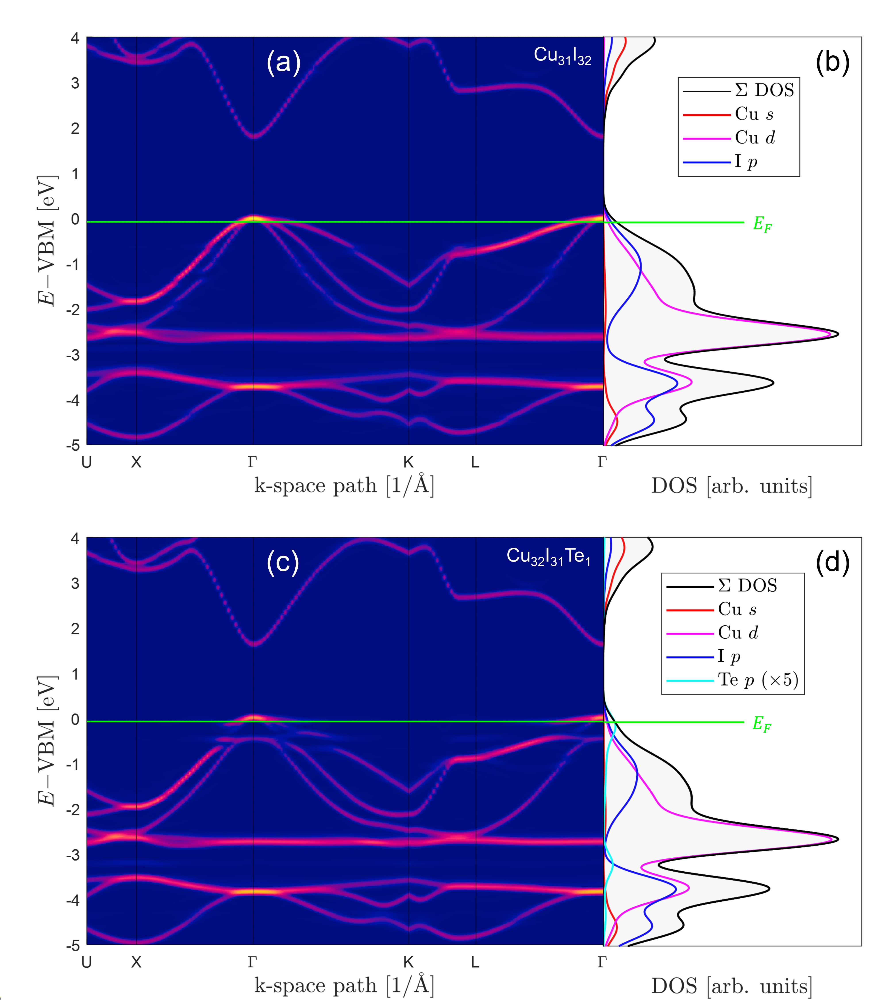 4
3
2
1
0
-1
-2
-3
-4
-5
E−VBM [eV]
(a)
Cu₃₁I₃₂
U X Γ K L Γ
k-space path [1/Å]
(b)
Σ DOS
Cu s
Cu d
I p
E_F
DOS [arb. units]
4
3
2
1
0
-1
-2
-3
-4
-5
E−VBM [eV]
(c)
Cu₃₂I₃₁Te₁
U X Γ K L Γ
k-space path [1/Å]
(d)
Σ DOS
Cu s
Cu d
I p
Te p (×5)
E_F
DOS [arb. units]